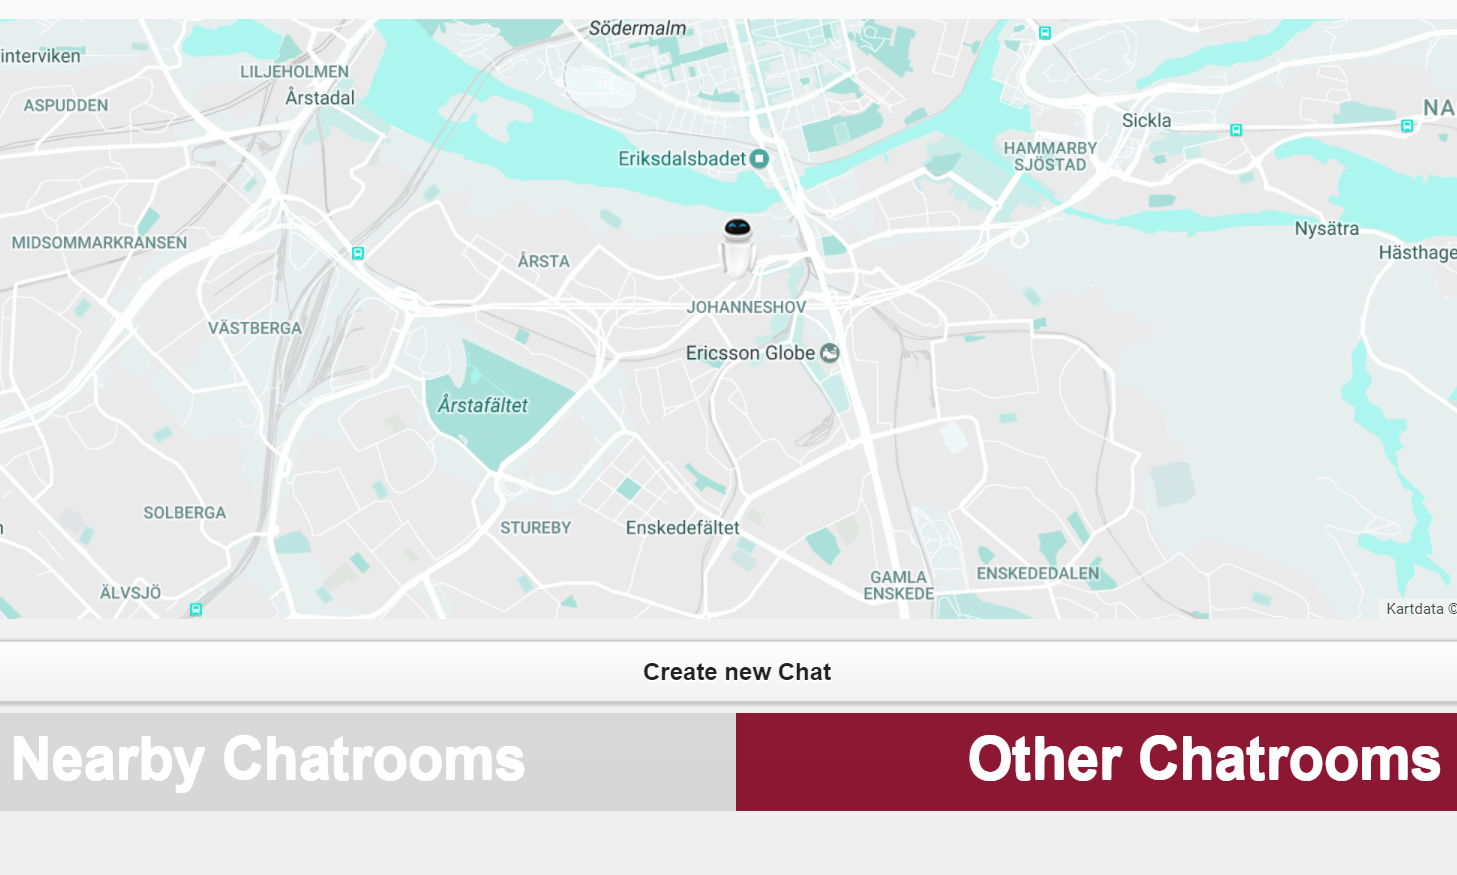 Södermalm
interviken
LILJEHOLMEN
Årstadal
ASPUDDEN
NA
Sickla
HAMMARBY
SJÖSTAD
Eriksdalsbadet
MIDSOMMARKRANSEN
Nysätra
Hästhage
ÅRSTA
JOHANNESHOV
VÄSTBERGA
Ericsson Globe
Årstafältet
SOLBERGA
STUREBY
Enskedefältet
GAMLA
ENSKEDE
ENSKEDEDALEN
ÄLVSJÖ
Kartdata ©
Create new Chat
Nearby Chatrooms
Other Chatrooms